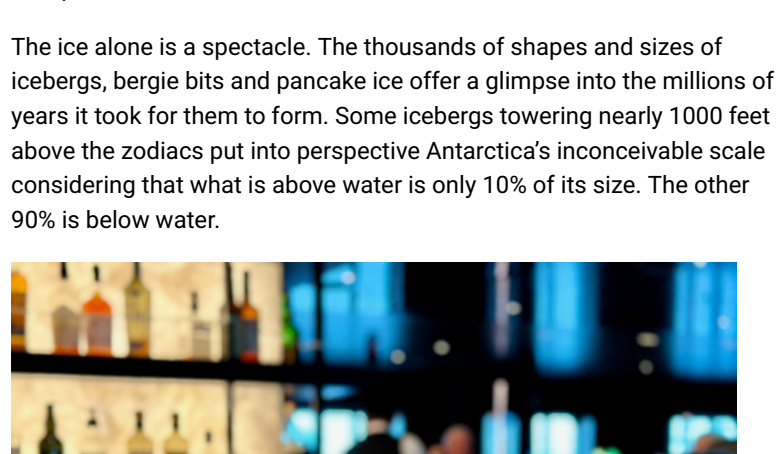 The ice alone is a spectacle. The thousands of shapes and sizes of
icebergs, bergie bits and pancake ice offer a glimpse into the millions of
years it took for them to form. Some icebergs towering nearly 1000 feet
above the zodiacs put into perspective Antarctica’s inconceivable scale
considering that what is above water is only 10% of its size. The other
90% is below water.